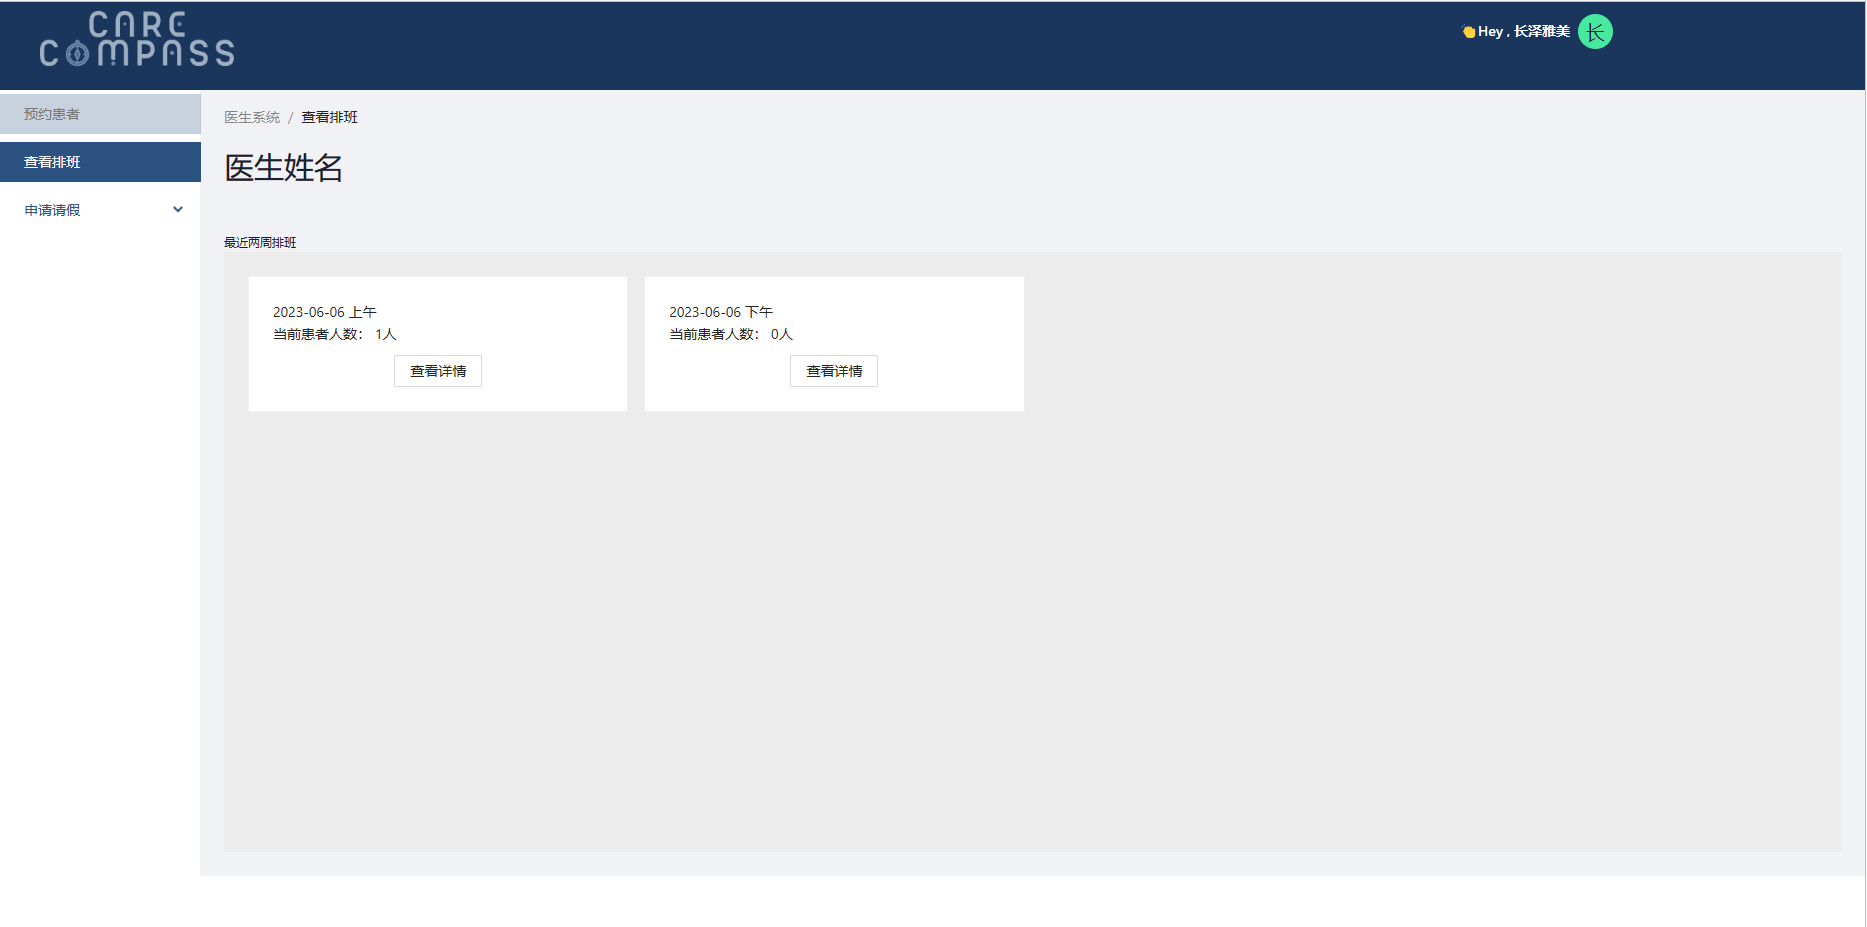 CARE
COMPASS
👏Hey , 长泽雅美 长
预约患者
查看排班
申请请假
医生系统 / 查看排班
医生姓名
最近两周排班
2023-06-06 上午
当前患者人数： 1人
查看详情
2023-06-06 下午
当前患者人数： 0人
查看详情